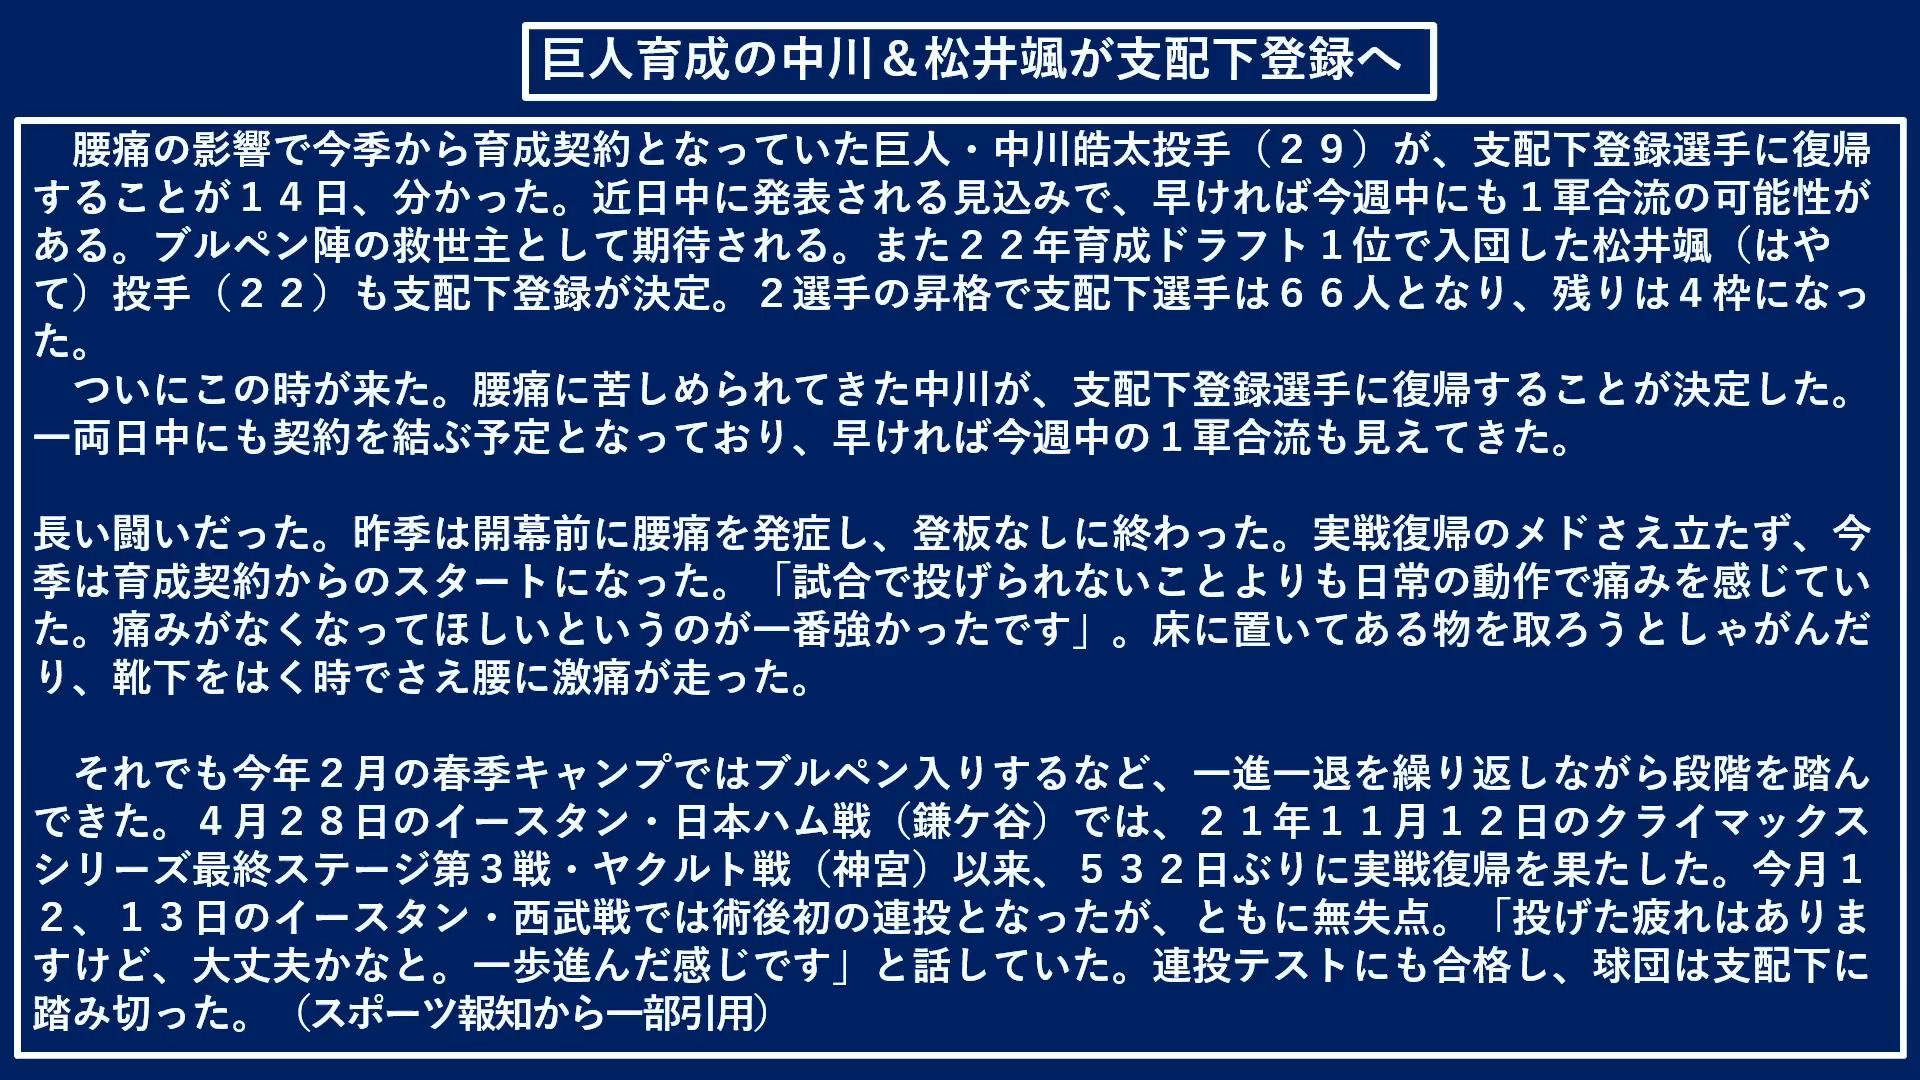 巨人育成の中川＆松井颯が支配下登録へ
　腰痛の影響で今季から育成契約となっていた巨人・中川皓太投手（２９）が、支配下登録選手に復帰
することが１４日、分かった。近日中に発表される見込みで、早ければ今週中にも１軍合流の可能性が
ある。ブルペン陣の救世主として期待される。また２２年育成ドラフト１位で入団した松井颯（はや
て）投手（２２）も支配下登録が決定。２選手の昇格で支配下選手は６６人となり、残りは４枠になっ
た。
　ついにこの時が来た。腰痛に苦しめられてきた中川が、支配下登録選手に復帰することが決定した。
一両日中にも契約を結ぶ予定となっており、早ければ今週中の１軍合流も見えてきた。
長い闘いだった。昨季は開幕前に腰痛を発症し、登板なしに終わった。実戦復帰のメドさえ立たず、今
季は育成契約からのスタートになった。「試合で投げられないことよりも日常の動作で痛みを感じてい
た。痛みがなくなってほしいというのが一番強かったです」。床に置いてある物を取ろうとしゃがんだ
り、靴下をはく時でさえ腰に激痛が走った。
　それでも今年２月の春季キャンプではブルペン入りするなど、一進一退を繰り返しながら段階を踏ん
できた。４月２８日のイースタン・日本ハム戦（鎌ケ谷）では、２１年１１月１２日のクライマックス
シリーズ最終ステージ第３戦・ヤクルト戦（神宮）以来、５３２日ぶりに実戦復帰を果たした。今月１
２、１３日のイースタン・西武戦では術後初の連投となったが、ともに無失点。「投げた疲れはありま
すけど、大丈夫かなと。一歩進んだ感じです」と話していた。連投テストにも合格し、球団は支配下に
踏み切った。（スポーツ報知から一部引用）